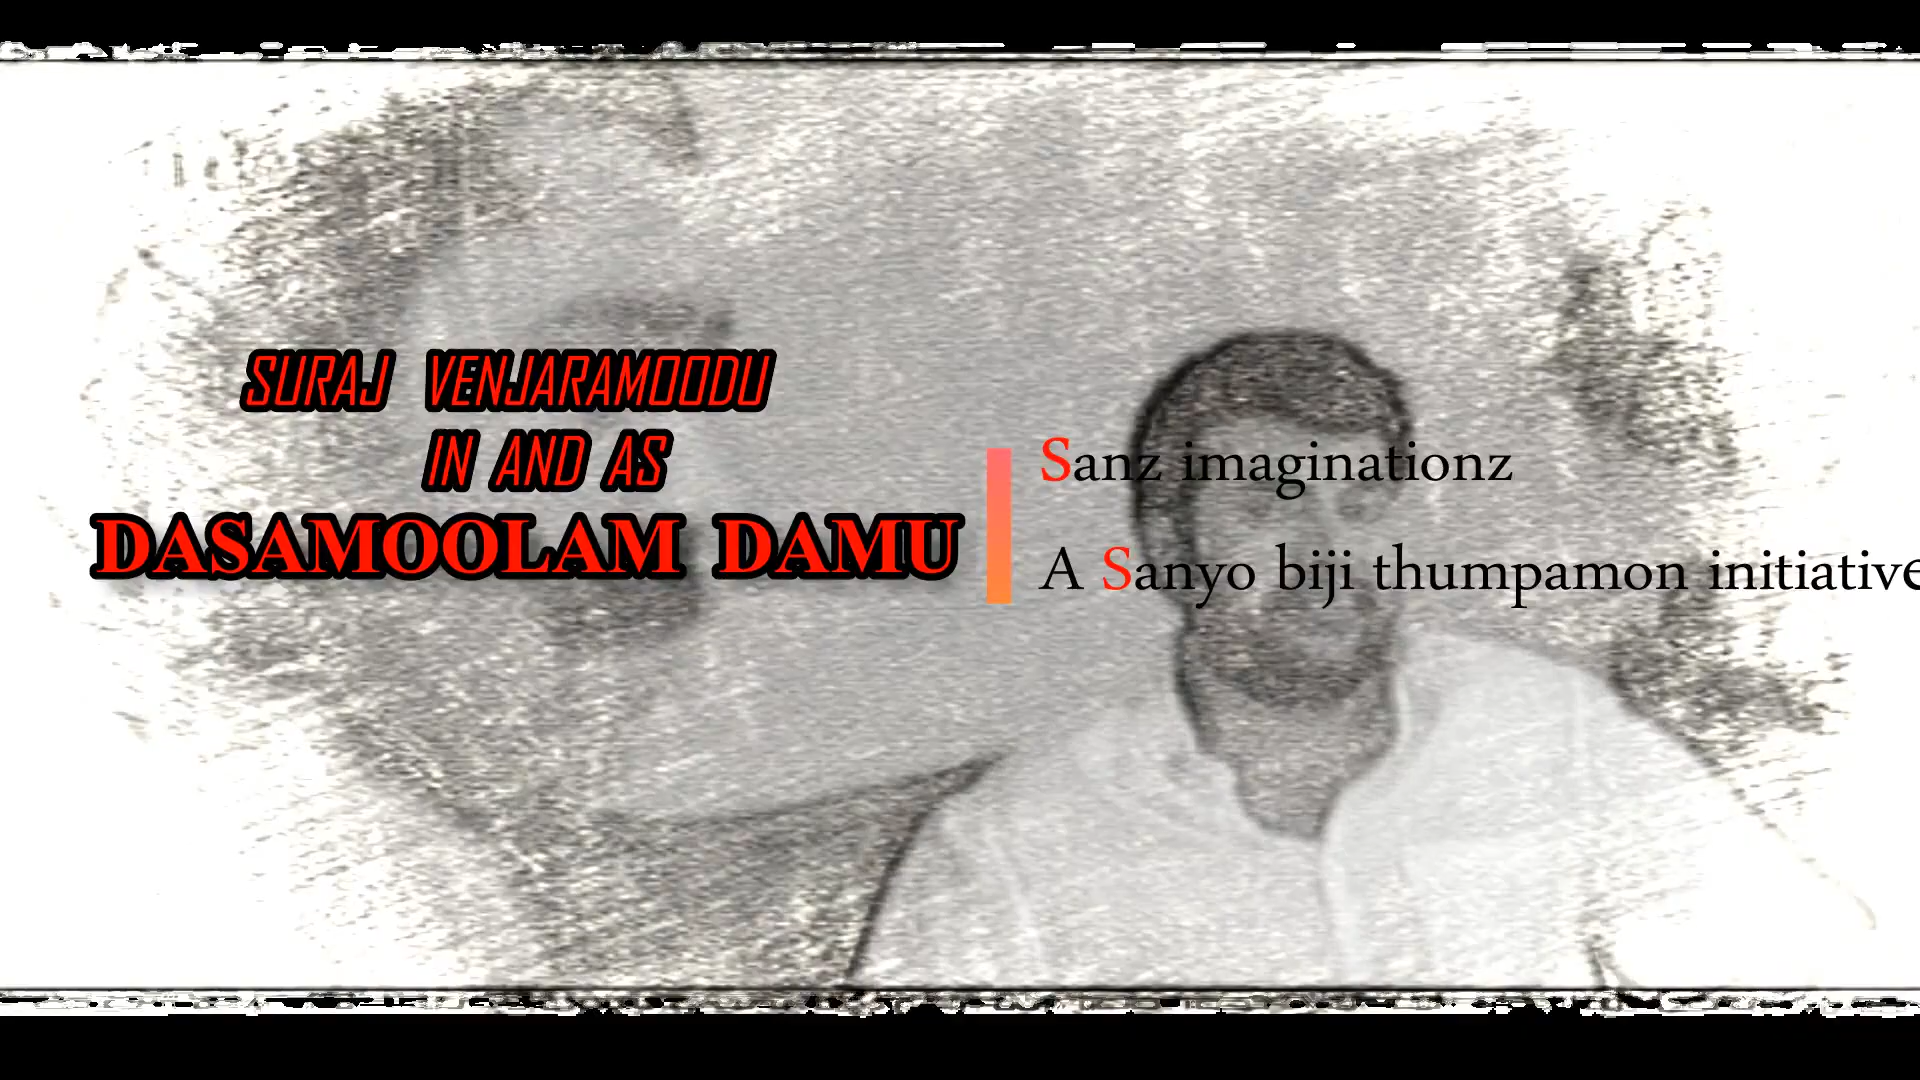 SURAJ VENJARAMOODU
IN AND AS
DASAMOOLAM DAMU
Sanz imaginationz
A Sanyo biji thumpamon initiative